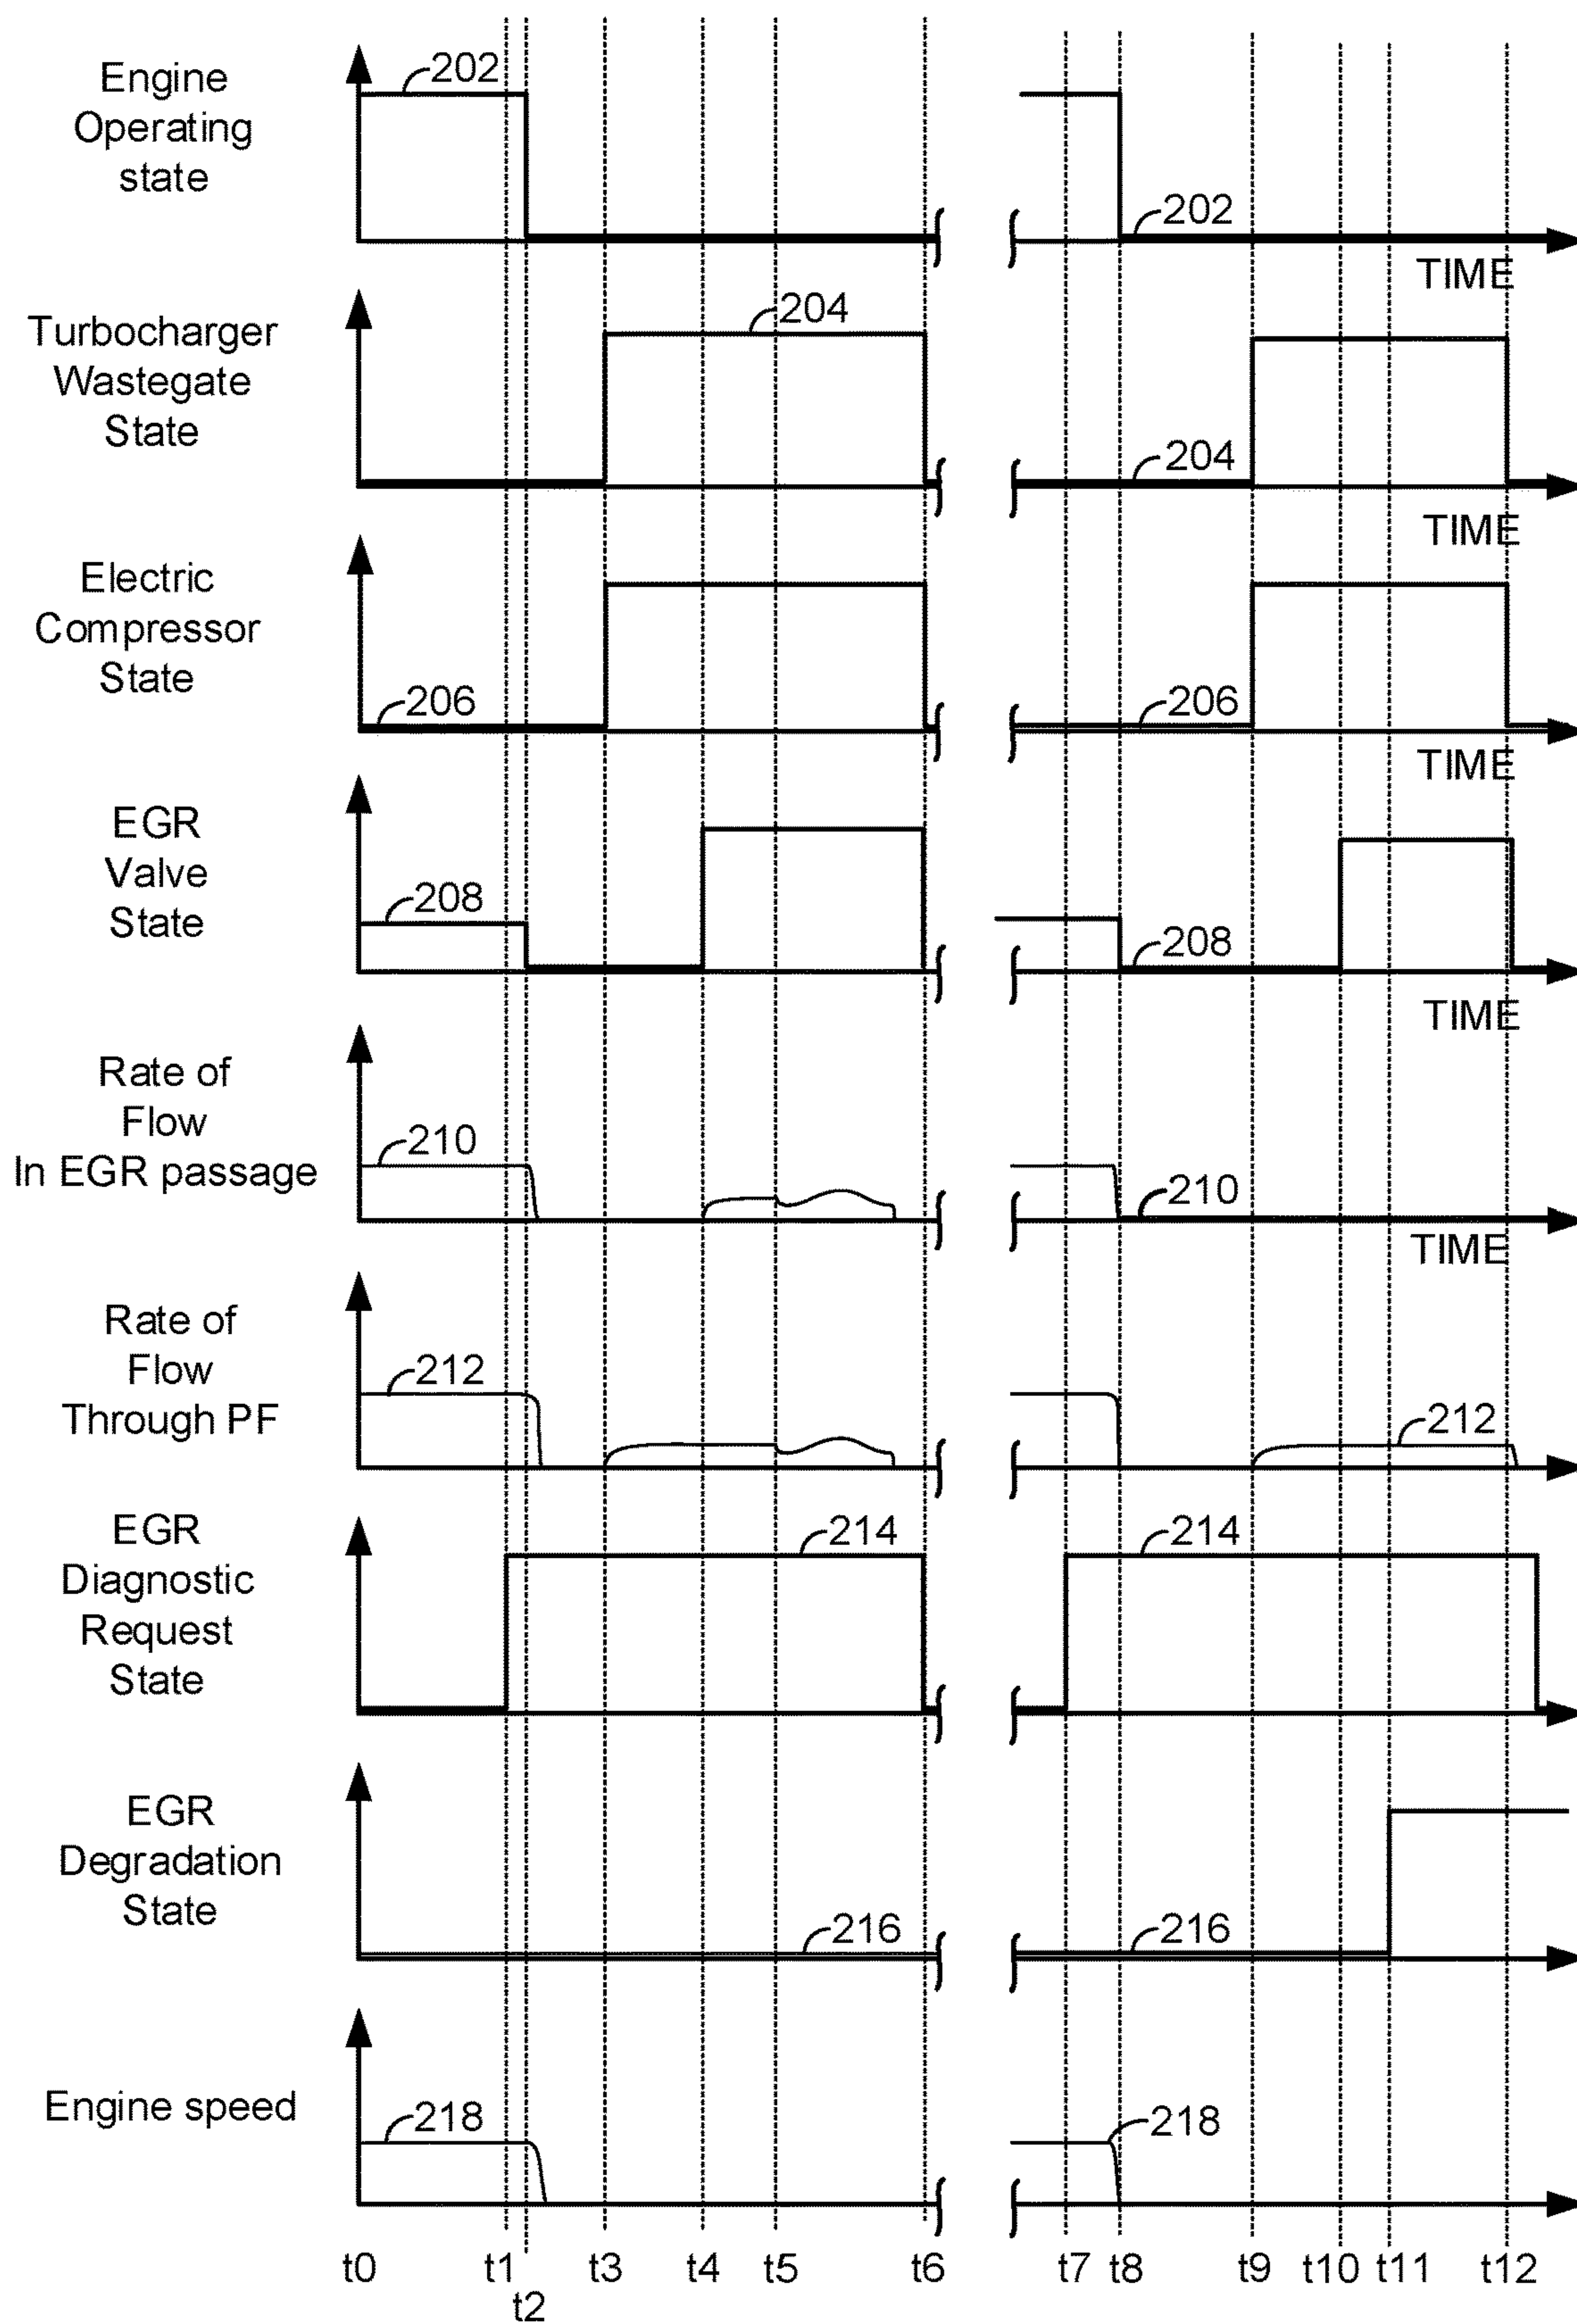 Engine
Operating
state
202
202
TIME
Turbocharger
Wastegate
State
204
204
TIME
Electric
Compressor
State
206
206
TIME
EGR
Valve
State
208
208
TIME
Rate of
Flow
In EGR passage
210
210
TIME
Rate of
Flow
Through PF
212
212
EGR
Diagnostic
Request
State
214
214
EGR
Degradation
State
216
216
Engine speed
218
218
t0 t1 t3 t4 t5 t6 t7 t8 t9 t10 t11 t12
t2